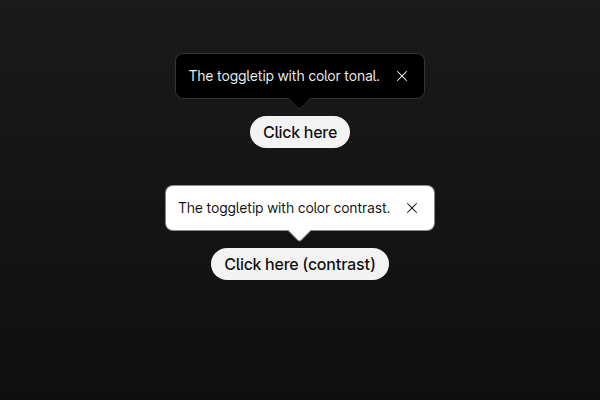 The toggletip with color tonal.
Click here
The toggletip with color contrast.
Click here (contrast)